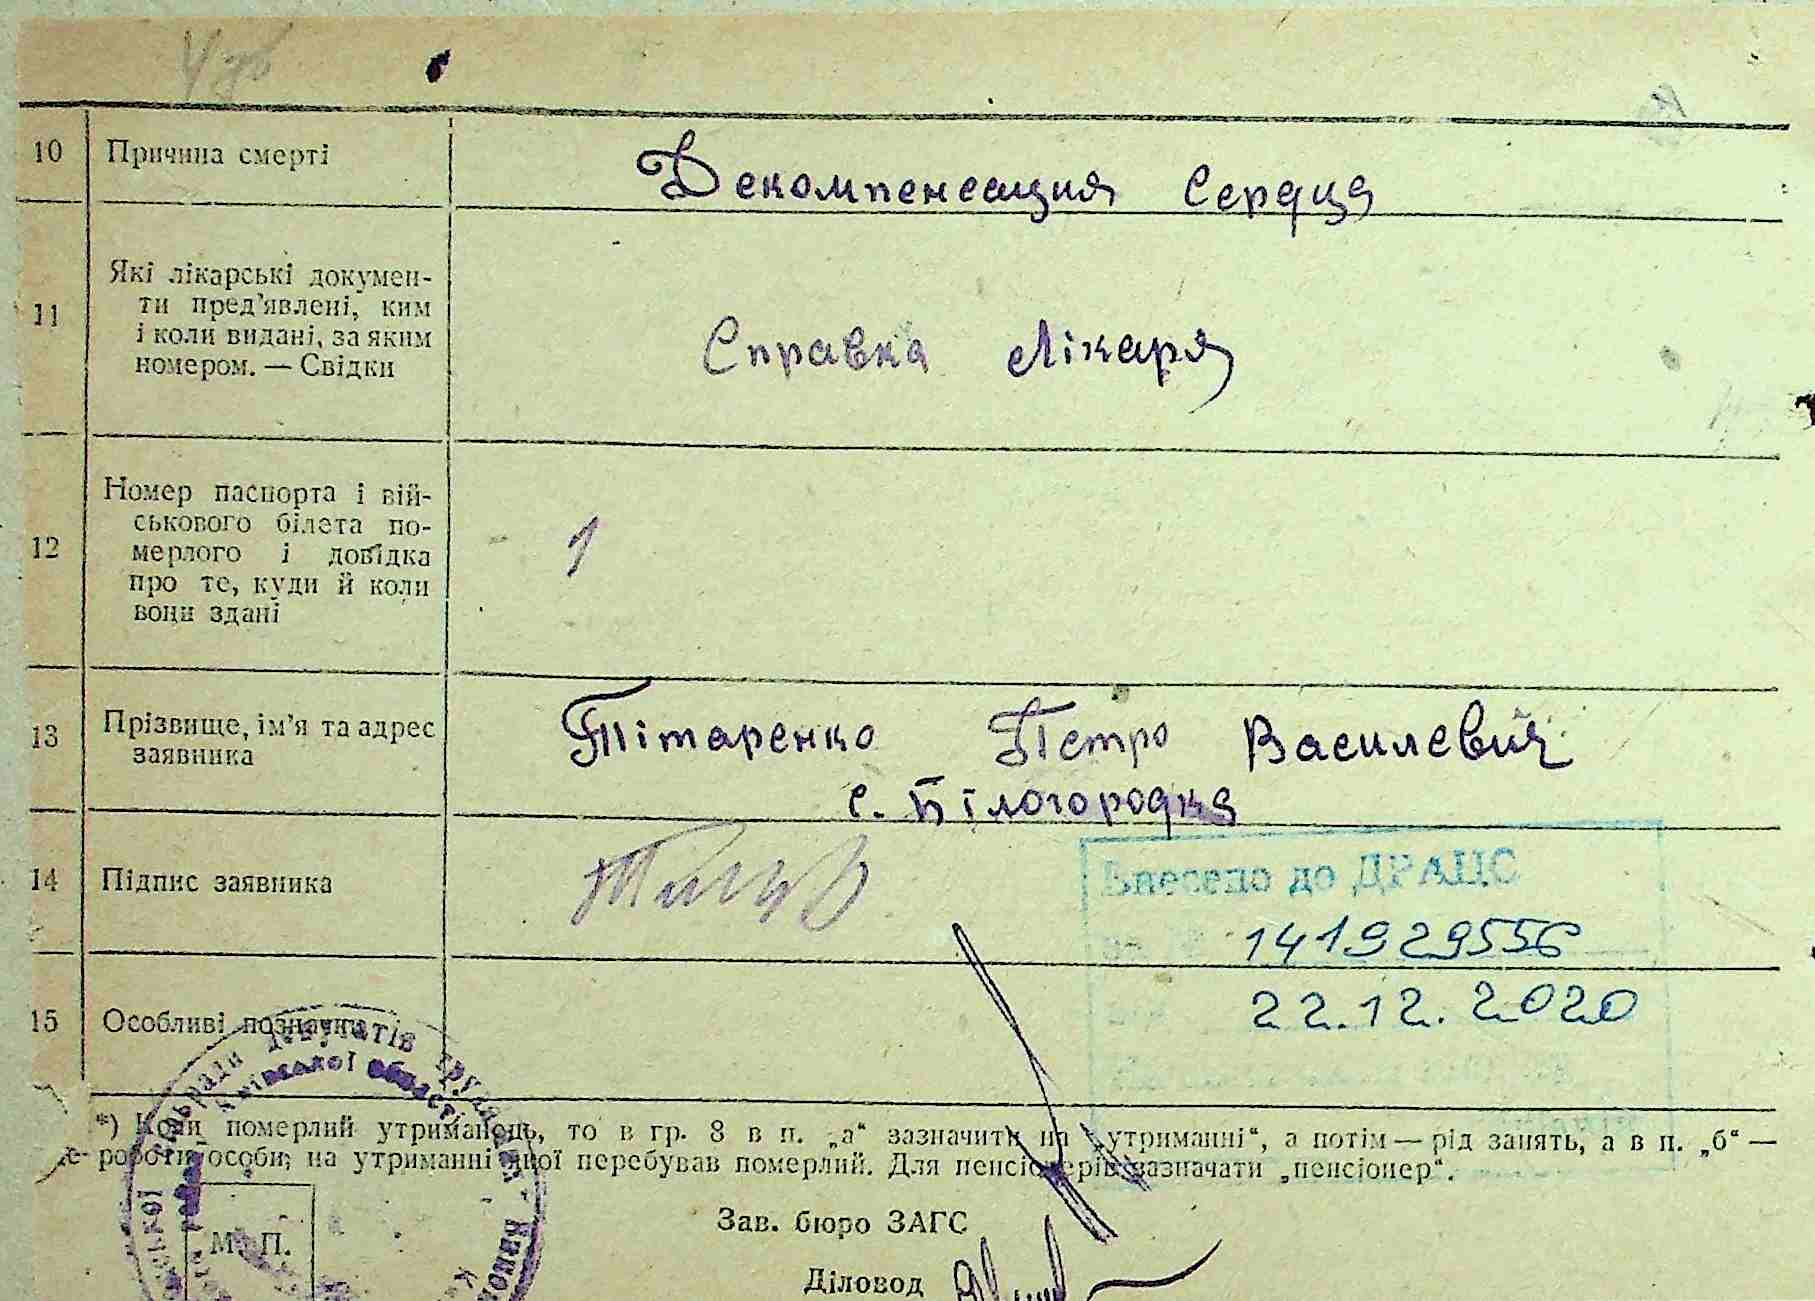 10 Причина смерті Декомпенсация Сердця
11 Які лікарські докумен-
ти пред'явлені, ким
і коли видані, за яким
номером. — Свідки
Справка Лікаря
12 Номер паспорта і вій-
ськового білета по-
мерлого і довідка
про те, куди й коли
вони здані
1
13 Прізвище, ім'я та адрес
заявника
Тітаренко Петро Василевич
с. Білогородка
14 Підпис заявника
Внесено до ДРАЦС
141929556
22.12.2020
15 Особливі позначки
депутатів
області
*) Коли померлий утриманець, то в гр. 8 в п. „а“ зазначити на „утриманні“, а потім — рід занять, а в п. „б“ —
роботи особи, на утриманні якої перебував померлий. Для пенсіонерів зазначати „пенсіонер“.
М. П.
Зав. бюро ЗАГС
Діловод